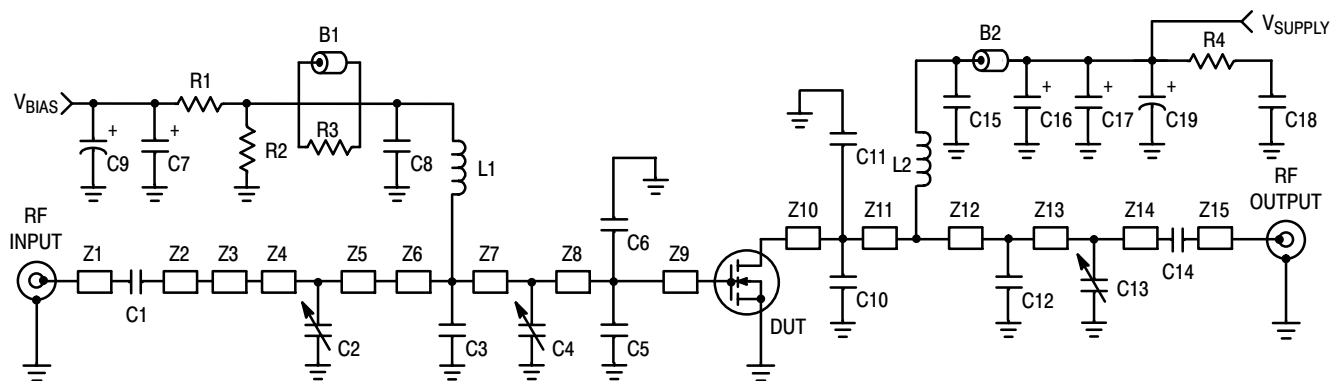 B1
R1
VBIAS
+
+
R3
C9
C7
R2
C8
L1
RF
INPUT
Z1
Z2
Z3
Z4
Z5
Z6
Z7
Z8
C6
Z9
C1
C2
C3
C4
C5
DUT
VSUPPLY
B2
R4
+
+
+
C15
C16
C17
C19
C18
C11
L2
RF
OUTPUT
Z10
Z11
Z12
Z13
Z14
Z15
C14
C10
C12
C13